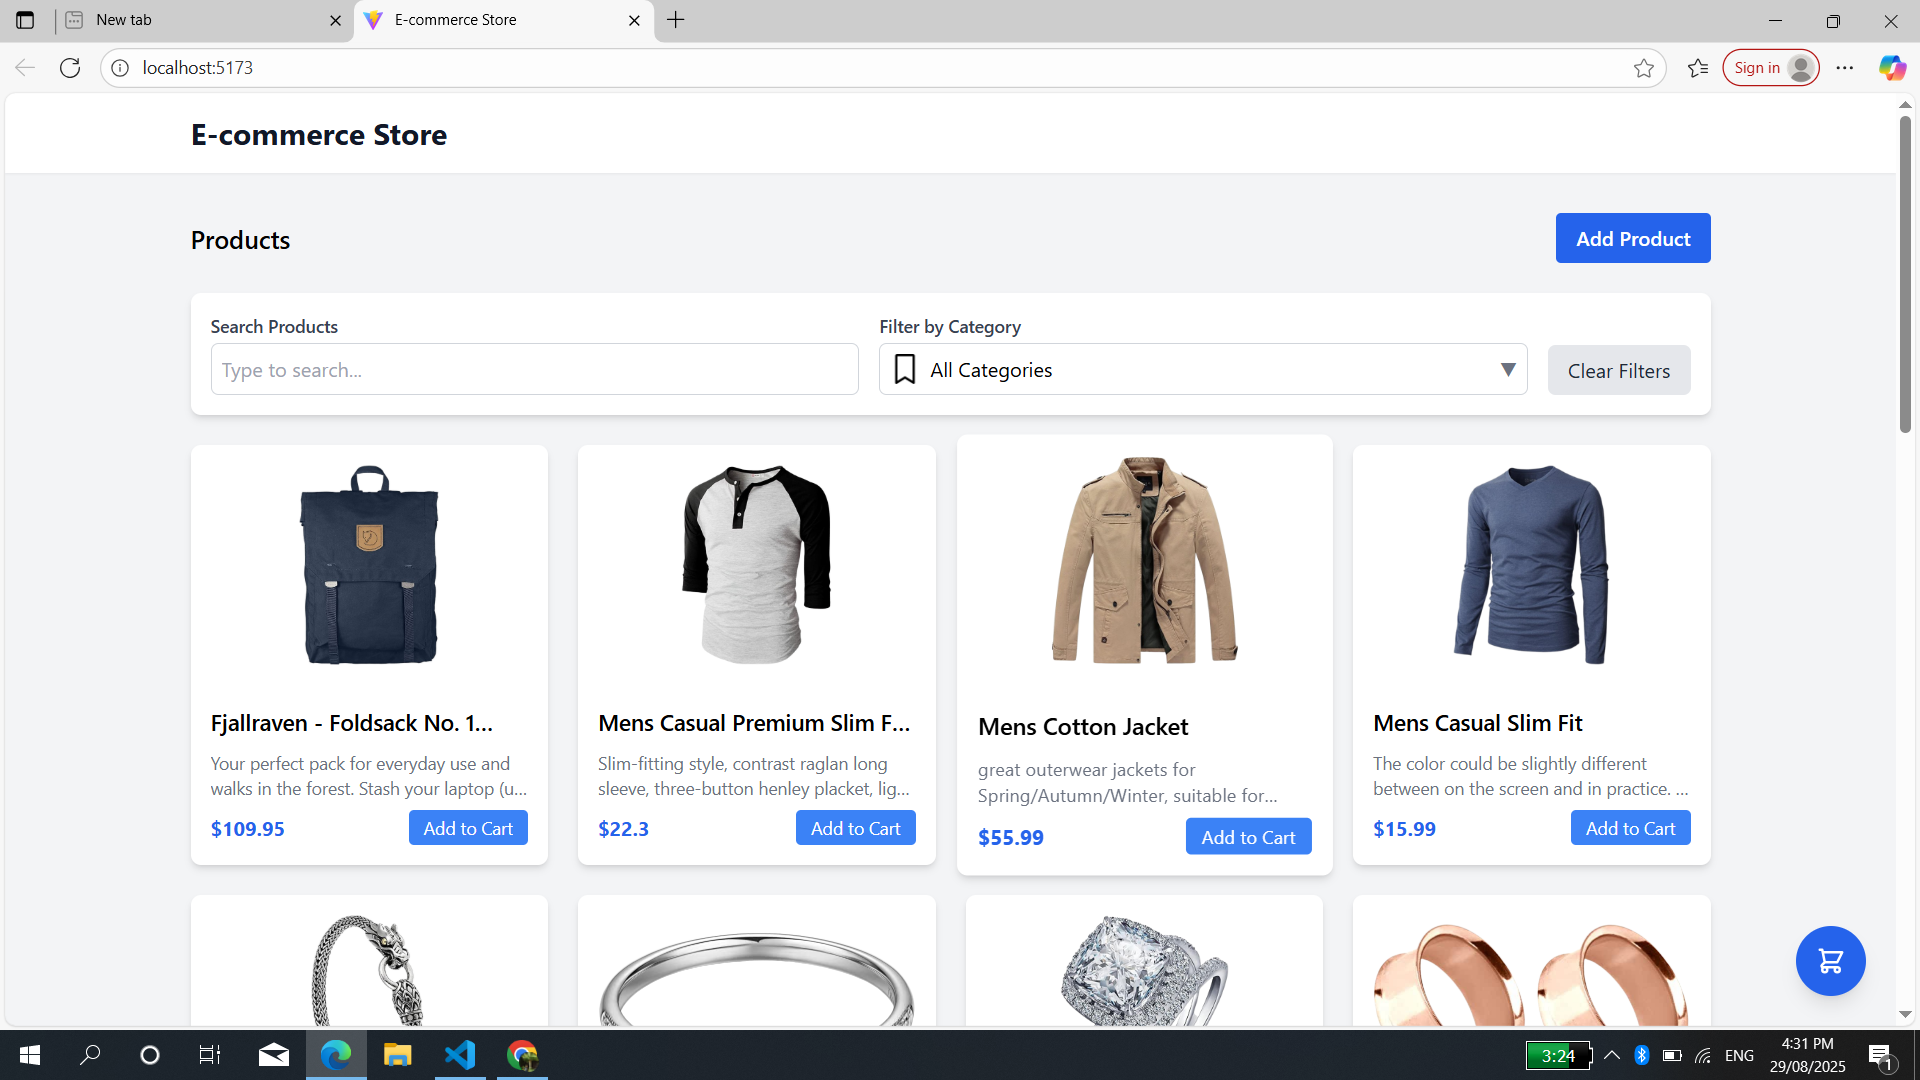 New tab
E-commerce Store
localhost:5173
Sign in
E-commerce Store
Products
Add Product
Search Products
Filter by Category
Type to search...
All Categories
Clear Filters
Fjallraven - Foldsack No. 1...
Your perfect pack for everyday use and
walks in the forest. Stash your laptop (u...
$109.95
Add to Cart
Mens Casual Premium Slim F...
Slim-fitting style, contrast raglan long
sleeve, three-button henley placket, lig...
$22.3
Add to Cart
Mens Cotton Jacket
great outerwear jackets for
Spring/Autumn/Winter, suitable for...
$55.99
Add to Cart
Mens Casual Slim Fit
The color could be slightly different
between on the screen and in practice. ...
$15.99
Add to Cart
3:24
ENG
4:31 PM
29/08/2025
1